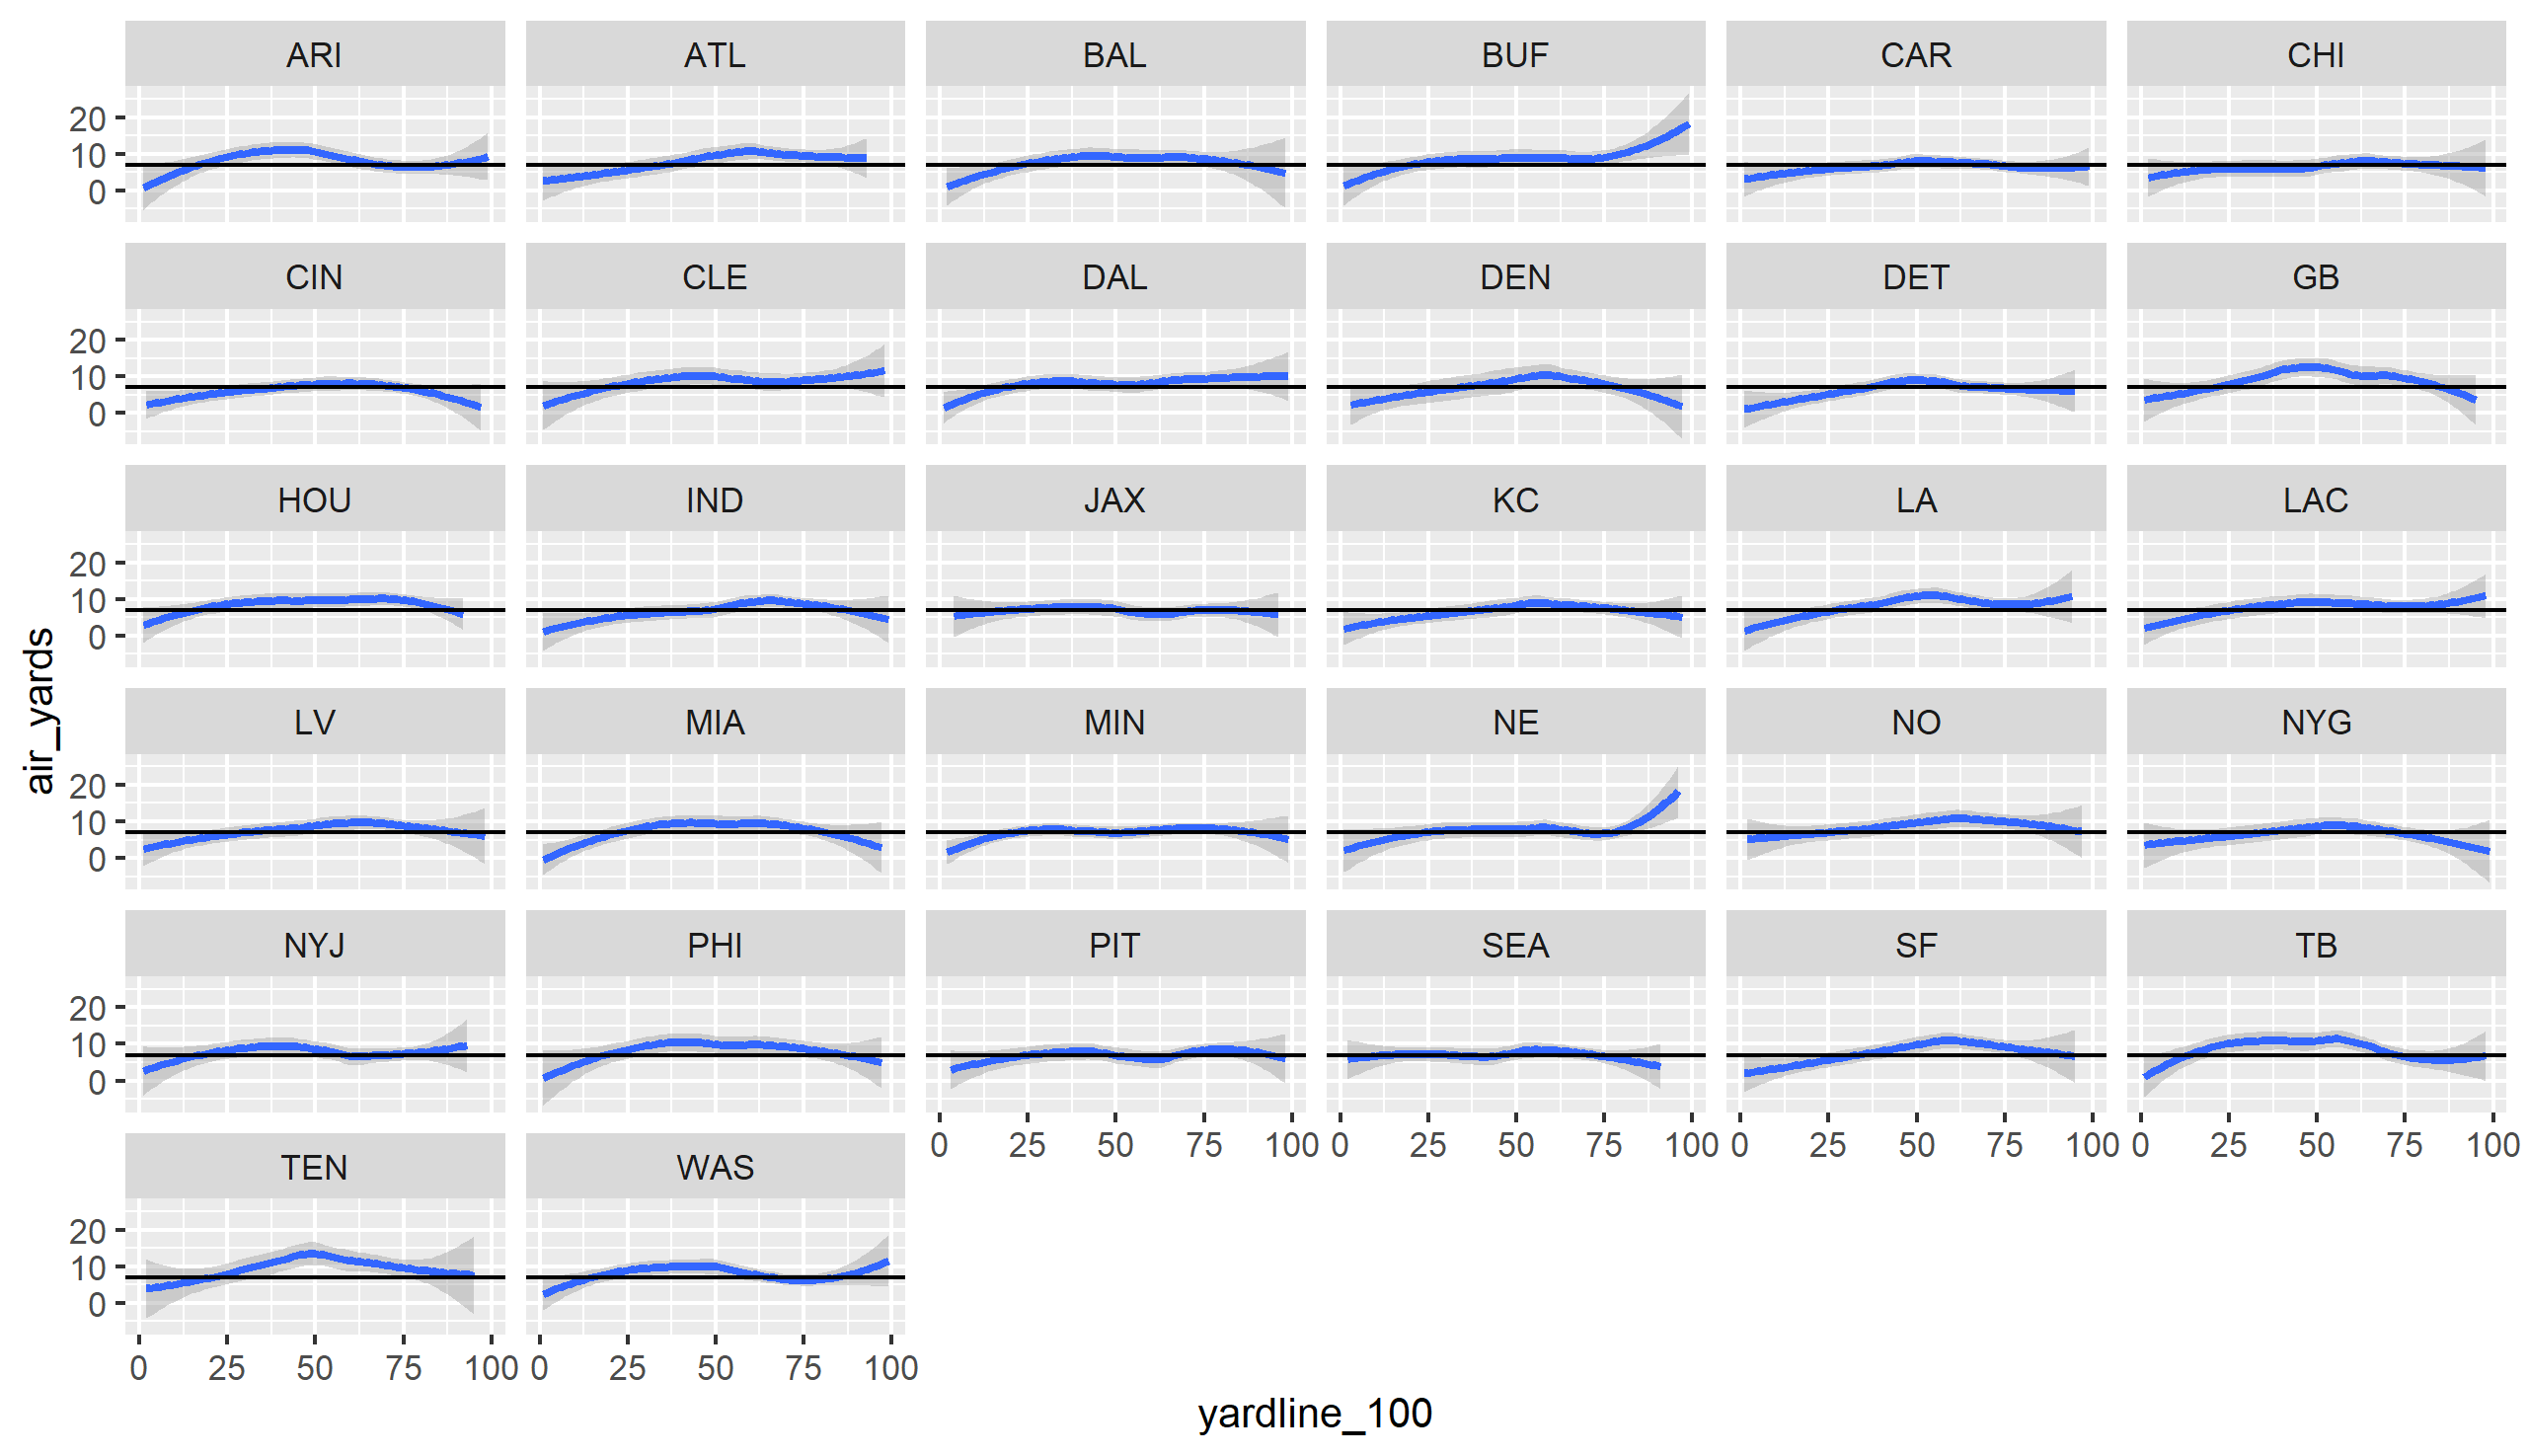 ARI ATL BAL BUF CAR CHI
20
10
0
CIN CLE DAL DEN DET GB
20
10
0
HOU IND JAX KC LA LAC
20
10
0
LV MIA MIN NE NO NYG
20
10
0
NYJ PHI PIT SEA SF TB
20
10
0
0 25 50 75 100 0 25 50 75 100 0 25 50 75 100 0 25 50 75 100
TEN WAS
20
10
0
0 25 50 75 100 0 25 50 75 100
yardline_100
air_yards